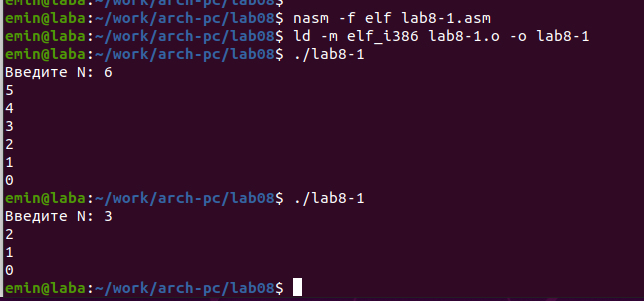 emin@laba:~/work/arch-pc/lab08$ nasm -f elf lab8-1.asm
emin@laba:~/work/arch-pc/lab08$ ld -m elf_i386 lab8-1.o -o lab8-1
emin@laba:~/work/arch-pc/lab08$ ./lab8-1
Введите N: 6
5
4
3
2
1
0
emin@laba:~/work/arch-pc/lab08$ ./lab8-1
Введите N: 3
2
1
0
emin@laba:~/work/arch-pc/lab08$